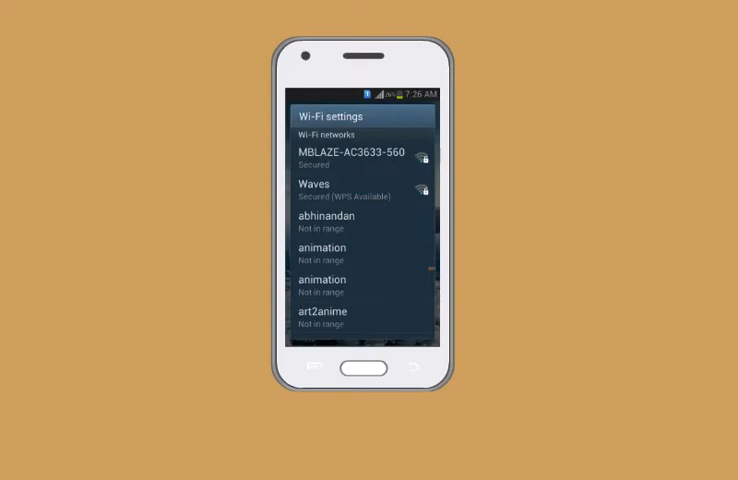 7:26 AM
Wi-Fi settings
Wi-Fi networks
MBLAZE-AC3633-560
Secured
Waves
Secured (WPS Available)
abhinandan
Not in range
animation
Not in range
animation
Not in range
art2anime
Not in range